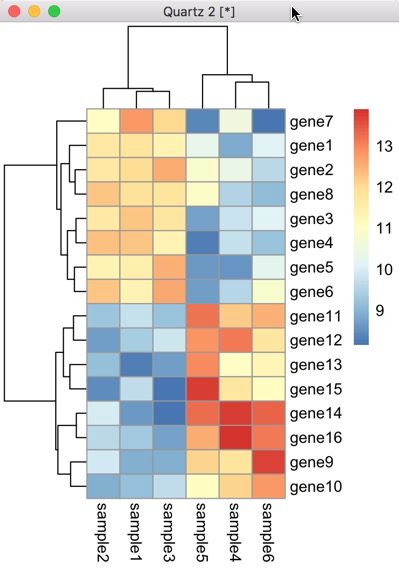 Quartz 2 [*]
gene7
gene1
gene2
gene8
gene3
gene4
gene5
gene6
gene11
gene12
gene13
gene15
gene14
gene16
gene9
gene10
13
12
11
10
9
sample2
sample1
sample3
sample5
sample4
sample6